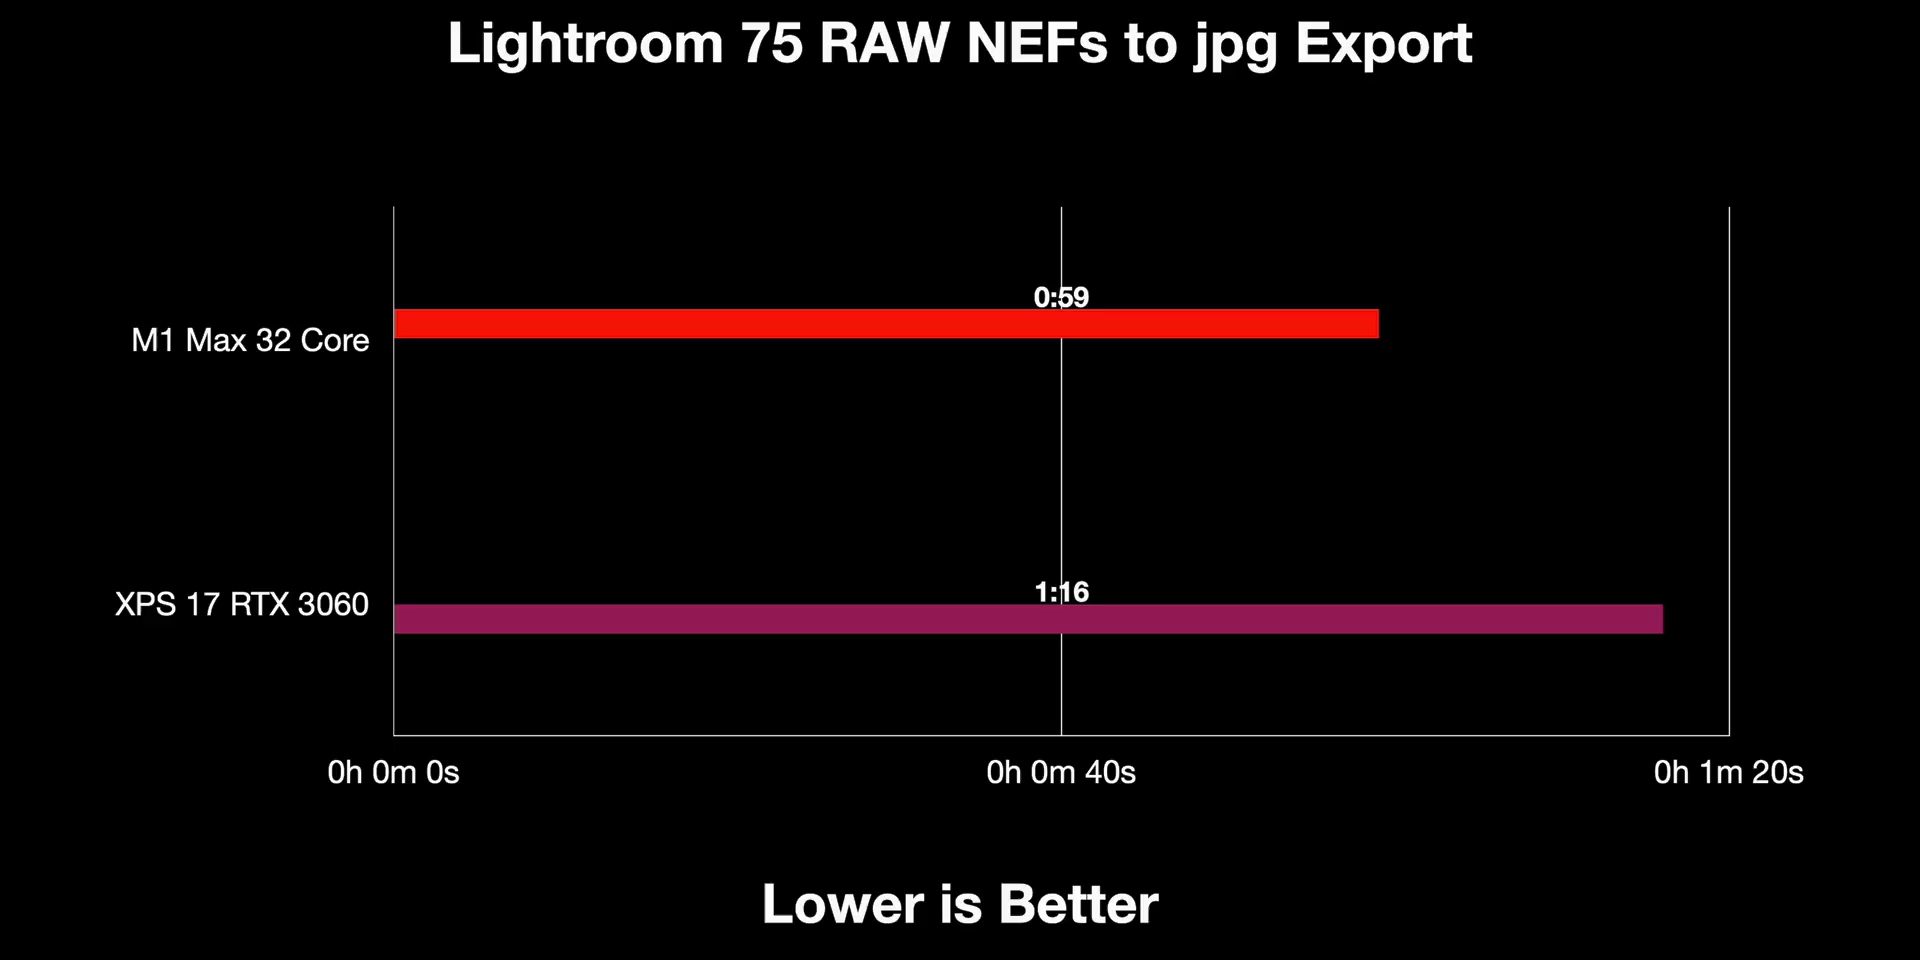 Lightroom 75 RAW NEFs to jpg Export
0:59
M1 Max 32 Core
1:16
XPS 17 RTX 3060
0h 0m 0s
0h 0m 40s
0h 1m 20s
Lower is Better